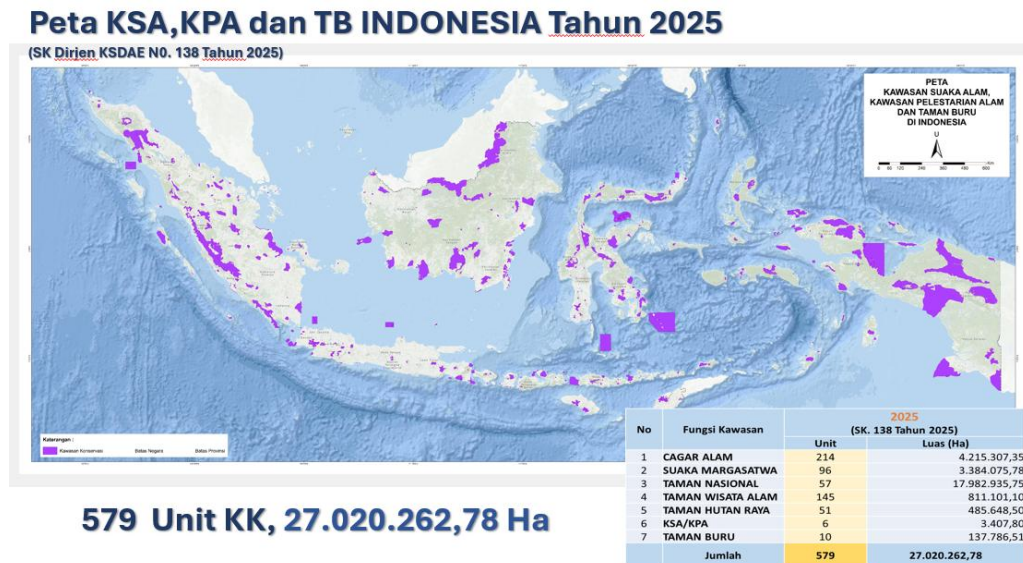 Peta KSA,KPA dan TB INDONESIA Tahun 2025
(SK Dirjen KSDAE N0. 138 Tahun 2025)
PETA
KAWASAN SUAKA ALAM,
KAWASAN PELESTARIAN ALAM
DAN TAMAN BURU
DI INDONESIA
U
Keterangan :
Kawasan Konservasi Batas Negara Batas Provinsi
579 Unit KK, 27.020.262,78 Ha
No Fungsi Kawasan 2025
(SK. 138 Tahun 2025)
Unit Luas (Ha)
1 CAGAR ALAM 214 4.215.307,35
2 SUAKA MARGASATWA 96 3.384.075,78
3 TAMAN NASIONAL 57 17.982.935,75
4 TAMAN WISATA ALAM 145 811.101,10
5 TAMAN HUTAN RAYA 51 485.648,50
6 KSA/KPA 6 3.407,80
7 TAMAN BURU 10 137.786,51
Jumlah 579 27.020.262,78